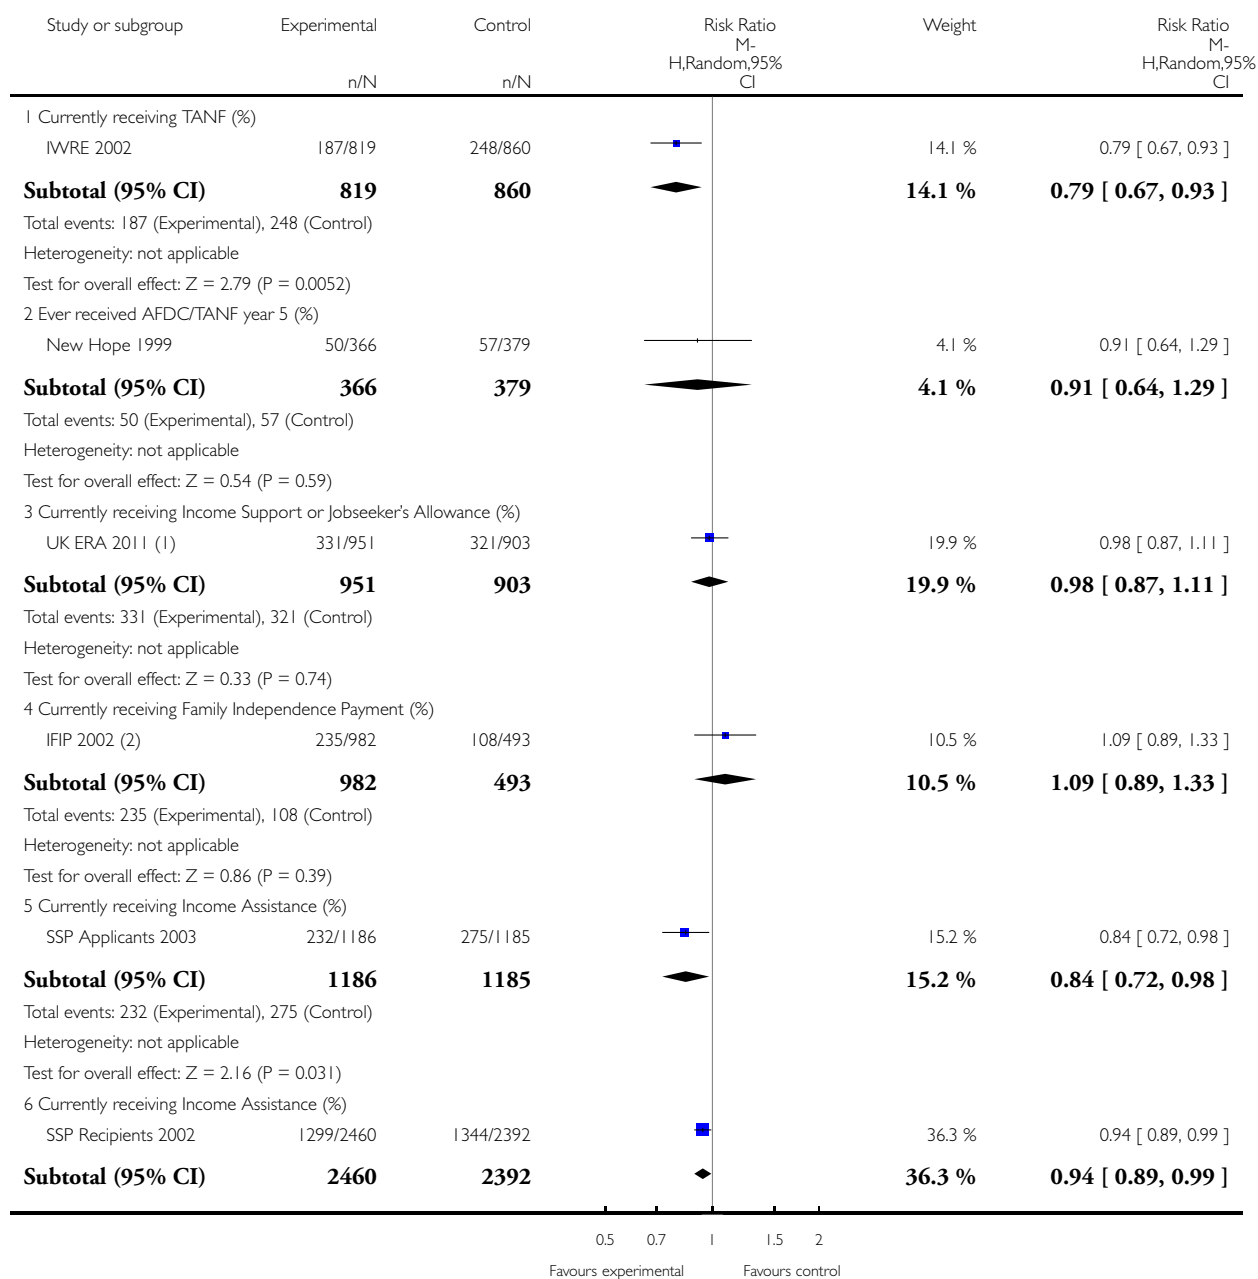 Study or subgroup Experimental Control Risk Ratio Weight Risk Ratio
M- M-
H,Random,95% H,Random,95%
n/N n/N CI CI
1 Currently receiving TANF (%)
IWRE 2002 187/819 248/860 14.1 % 0.79 [ 0.67, 0.93 ]
Subtotal (95% CI) 819 860 14.1 % 0.79 [ 0.67, 0.93 ]
Total events: 187 (Experimental), 248 (Control)
Heterogeneity: not applicable
Test for overall effect: Z = 2.79 (P = 0.0052)
2 Ever received AFDC/TANF year 5 (%)
New Hope 1999 50/366 57/379 4.1 % 0.91 [ 0.64, 1.29 ]
Subtotal (95% CI) 366 379 4.1 % 0.91 [ 0.64, 1.29 ]
Total events: 50 (Experimental), 57 (Control)
Heterogeneity: not applicable
Test for overall effect: Z = 0.54 (P = 0.59)
3 Currently receiving Income Support or Jobseeker's Allowance (%)
UK ERA 2011 (1) 331/951 321/903 19.9 % 0.98 [ 0.87, 1.11 ]
Subtotal (95% CI) 951 903 19.9 % 0.98 [ 0.87, 1.11 ]
Total events: 331 (Experimental), 321 (Control)
Heterogeneity: not applicable
Test for overall effect: Z = 0.33 (P = 0.74)
4 Currently receiving Family Independence Payment (%)
IFIP 2002 (2) 235/982 108/493 10.5 % 1.09 [ 0.89, 1.33 ]
Subtotal (95% CI) 982 493 10.5 % 1.09 [ 0.89, 1.33 ]
Total events: 235 (Experimental), 108 (Control)
Heterogeneity: not applicable
Test for overall effect: Z = 0.86 (P = 0.39)
5 Currently receiving Income Assistance (%)
SSP Applicants 2003 232/1186 275/1185 15.2 % 0.84 [ 0.72, 0.98 ]
Subtotal (95% CI) 1186 1185 15.2 % 0.84 [ 0.72, 0.98 ]
Total events: 232 (Experimental), 275 (Control)
Heterogeneity: not applicable
Test for overall effect: Z = 2.16 (P = 0.031)
6 Currently receiving Income Assistance (%)
SSP Recipients 2002 1299/2460 1344/2392 36.3 % 0.94 [ 0.89, 0.99 ]
Subtotal (95% CI) 2460 2392 36.3 % 0.94 [ 0.89, 0.99 ]
0.5 0.7 1 1.5 2
Favours experimental Favours control